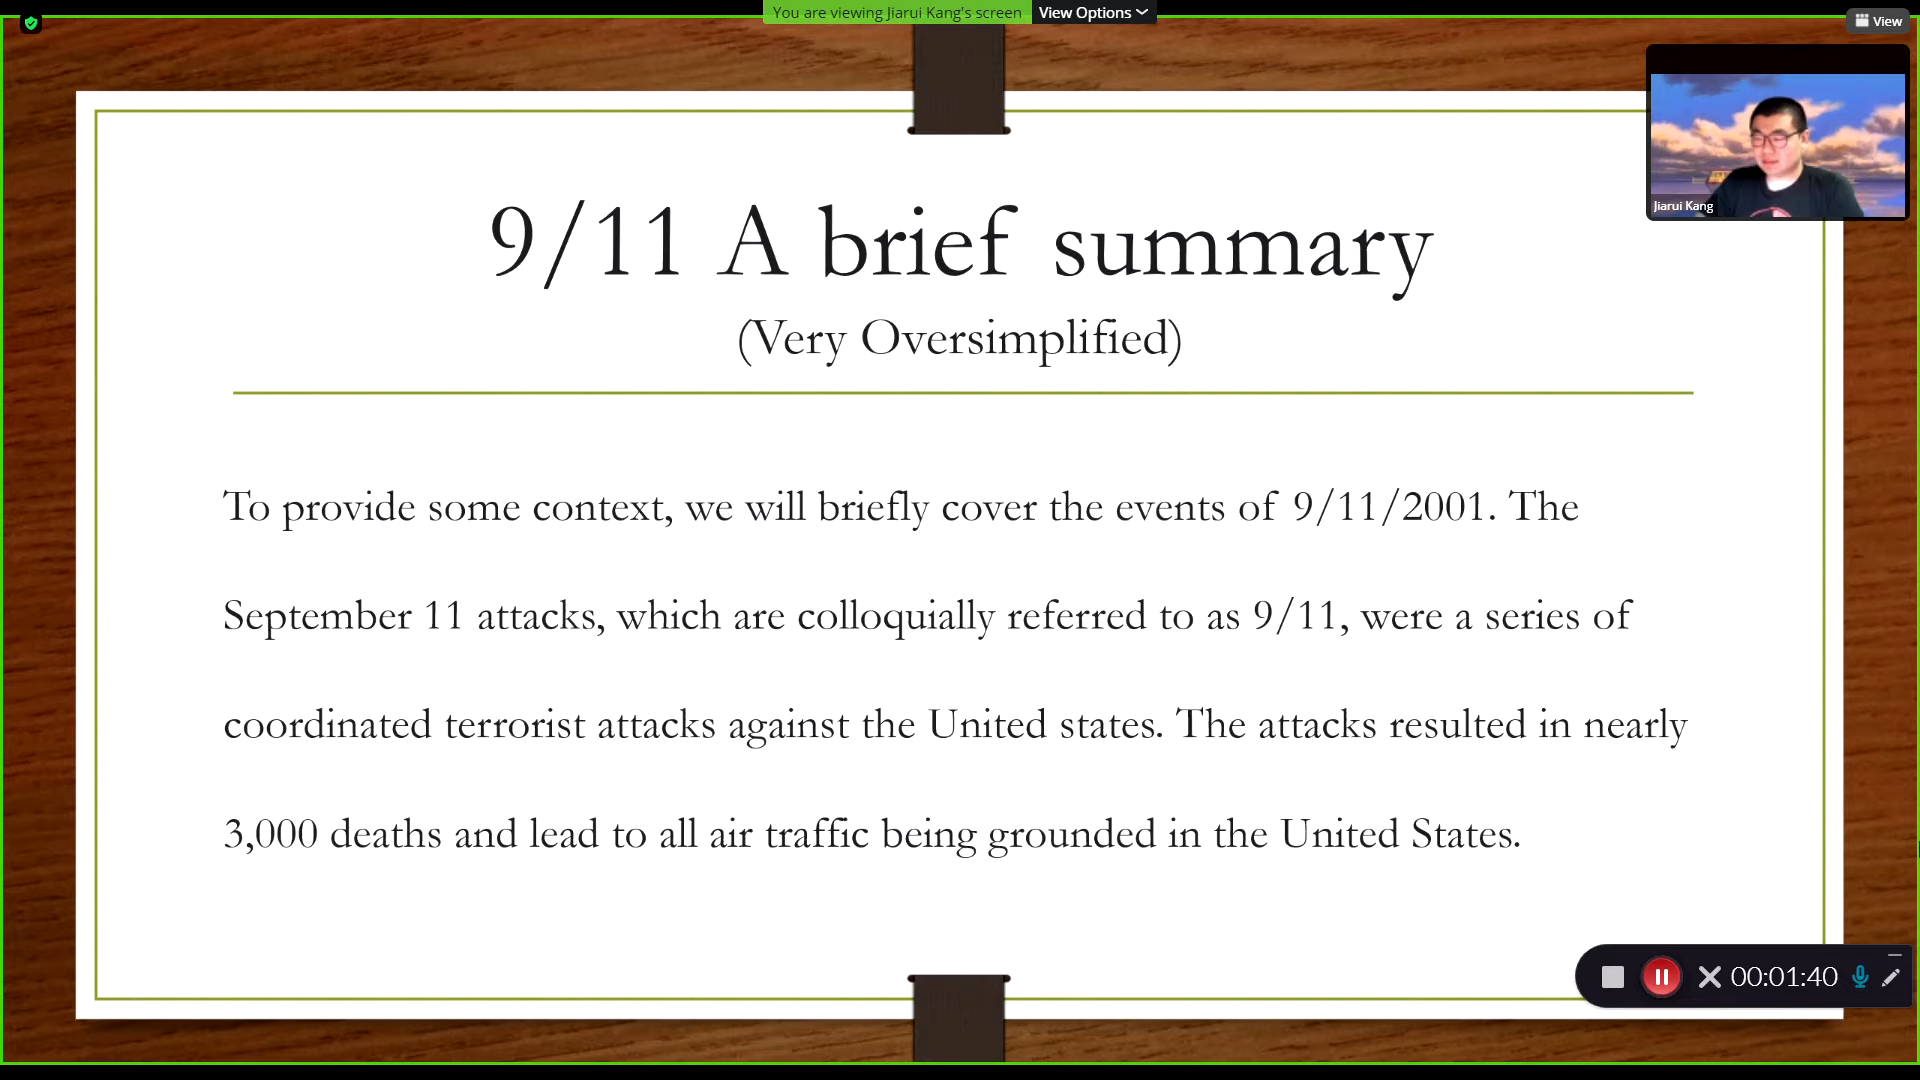 You are viewing Jiarui Kang's screen
View Options
View
Jiarui Kang
9/11 A brief summary
(Very Oversimplified)
To provide some context, we will briefly cover the events of 9/11/2001. The
September 11 attacks, which are colloquially referred to as 9/11, were a series of
coordinated terrorist attacks against the United states. The attacks resulted in nearly
3,000 deaths and lead to all air traffic being grounded in the United States.
00:01:40